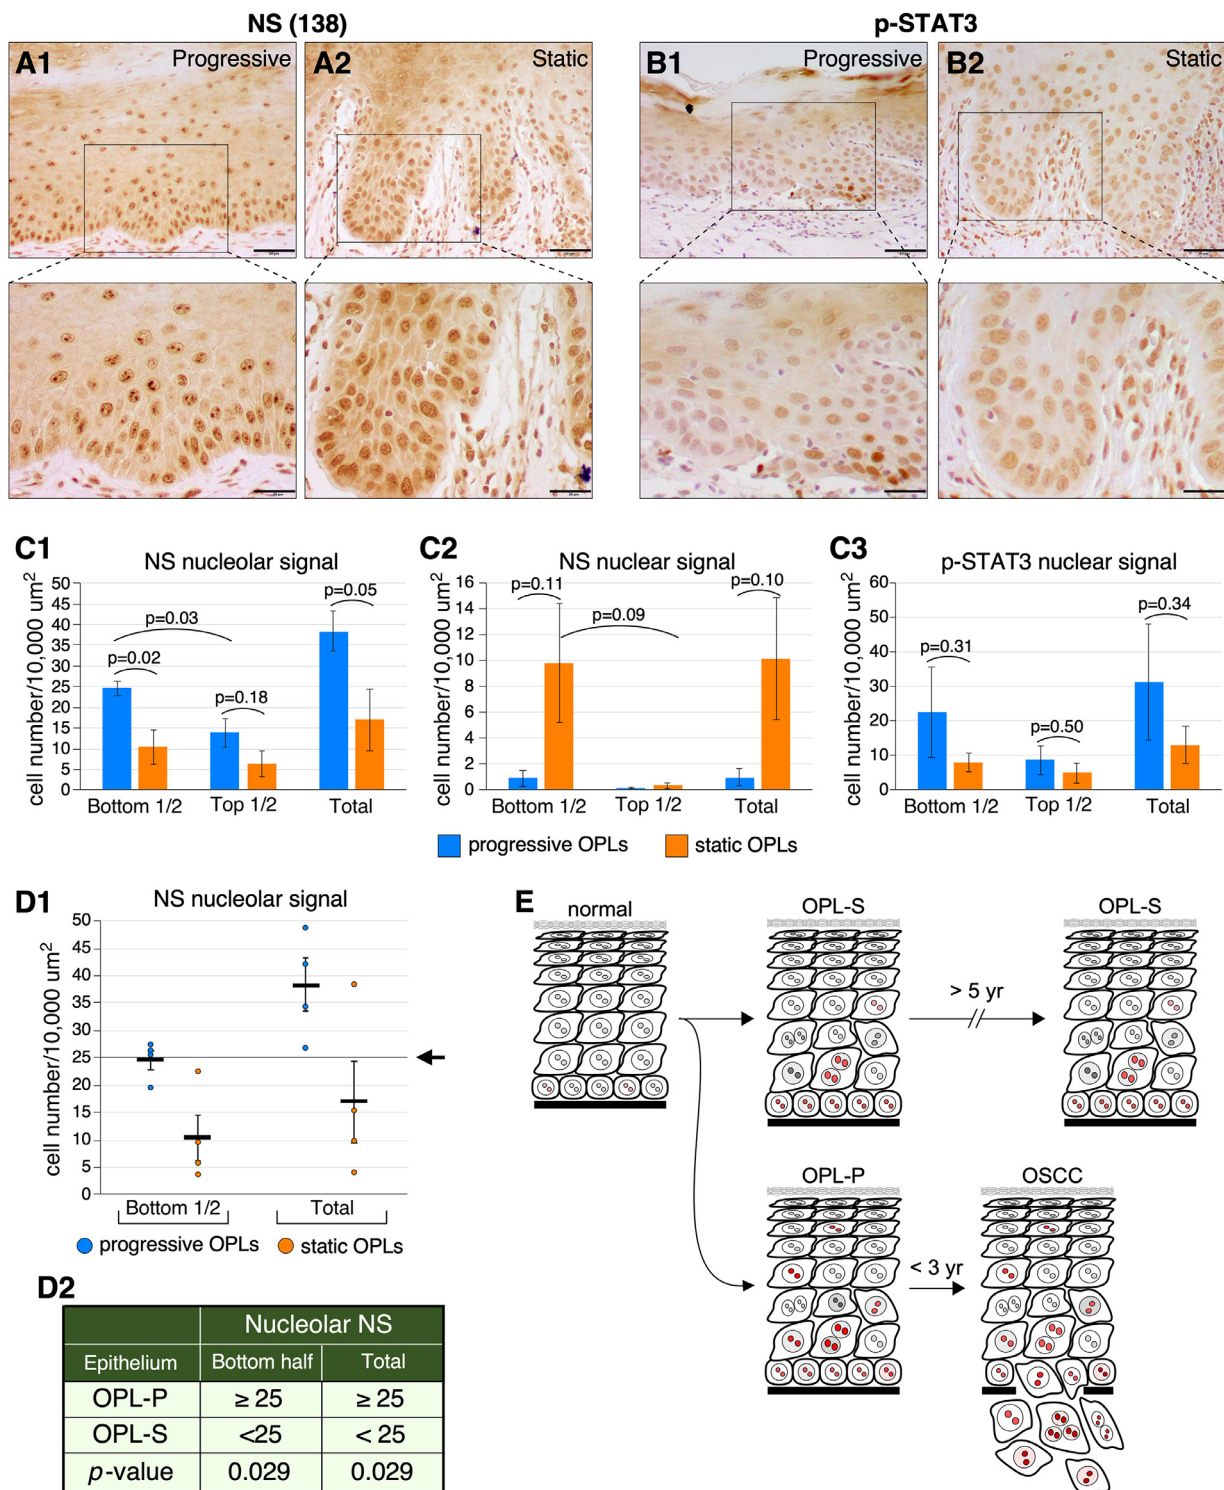 NS (138)
p-STAT3
A1 Progressive
A2 Static
B1 Progressive
B2 Static
C1
NS nucleolar signal
cell number/10,000 um²
50
45
40
35
30
25
20
15
10
5
0
p=0.03
p=0.02
p=0.18
p=0.05
Bottom 1/2
Top 1/2
Total
C2
NS nuclear signal
cell number/10,000 um²
16
14
12
10
8
6
4
2
0
p=0.11
p=0.09
p=0.10
Bottom 1/2
Top 1/2
Total
C3
p-STAT3 nuclear signal
cell number/10,000 um²
60
50
40
30
20
10
0
p=0.31
p=0.50
p=0.34
Bottom 1/2
Top 1/2
Total
progressive OPLs
static OPLs
D1
NS nucleolar signal
cell number/10,000 um²
50
45
40
35
30
25
20
15
10
5
0
Bottom 1/2
Total
progressive OPLs
static OPLs
D2
Nucleolar NS
Epithelium Bottom half Total
OPL-P ≥ 25 ≥ 25
OPL-S <25 < 25
p-value 0.029 0.029
E
normal
OPL-S
> 5 yr
OPL-S
OPL-P
< 3 yr
OSCC